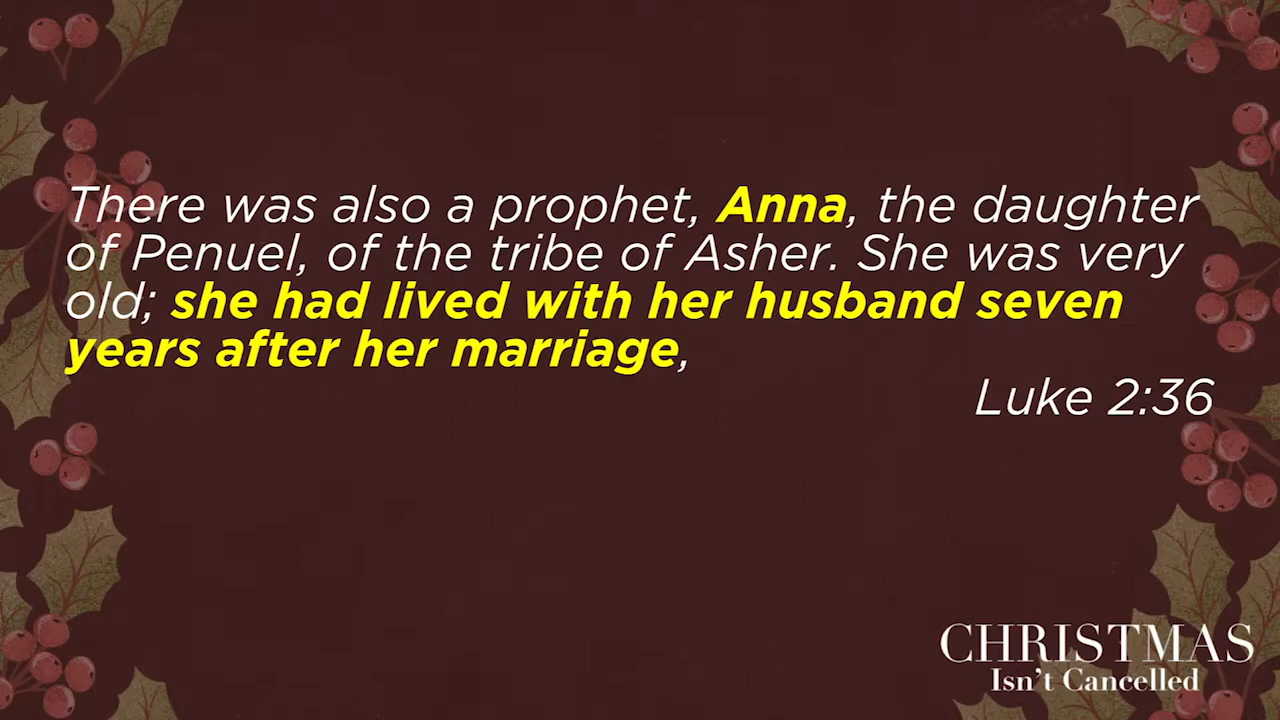 There was also a prophet, Anna, the daughter
of Penuel, of the tribe of Asher. She was very
old; she had lived with her husband seven
years after her marriage,
Luke 2:36
CHRISTMAS
Isn't Cancelled